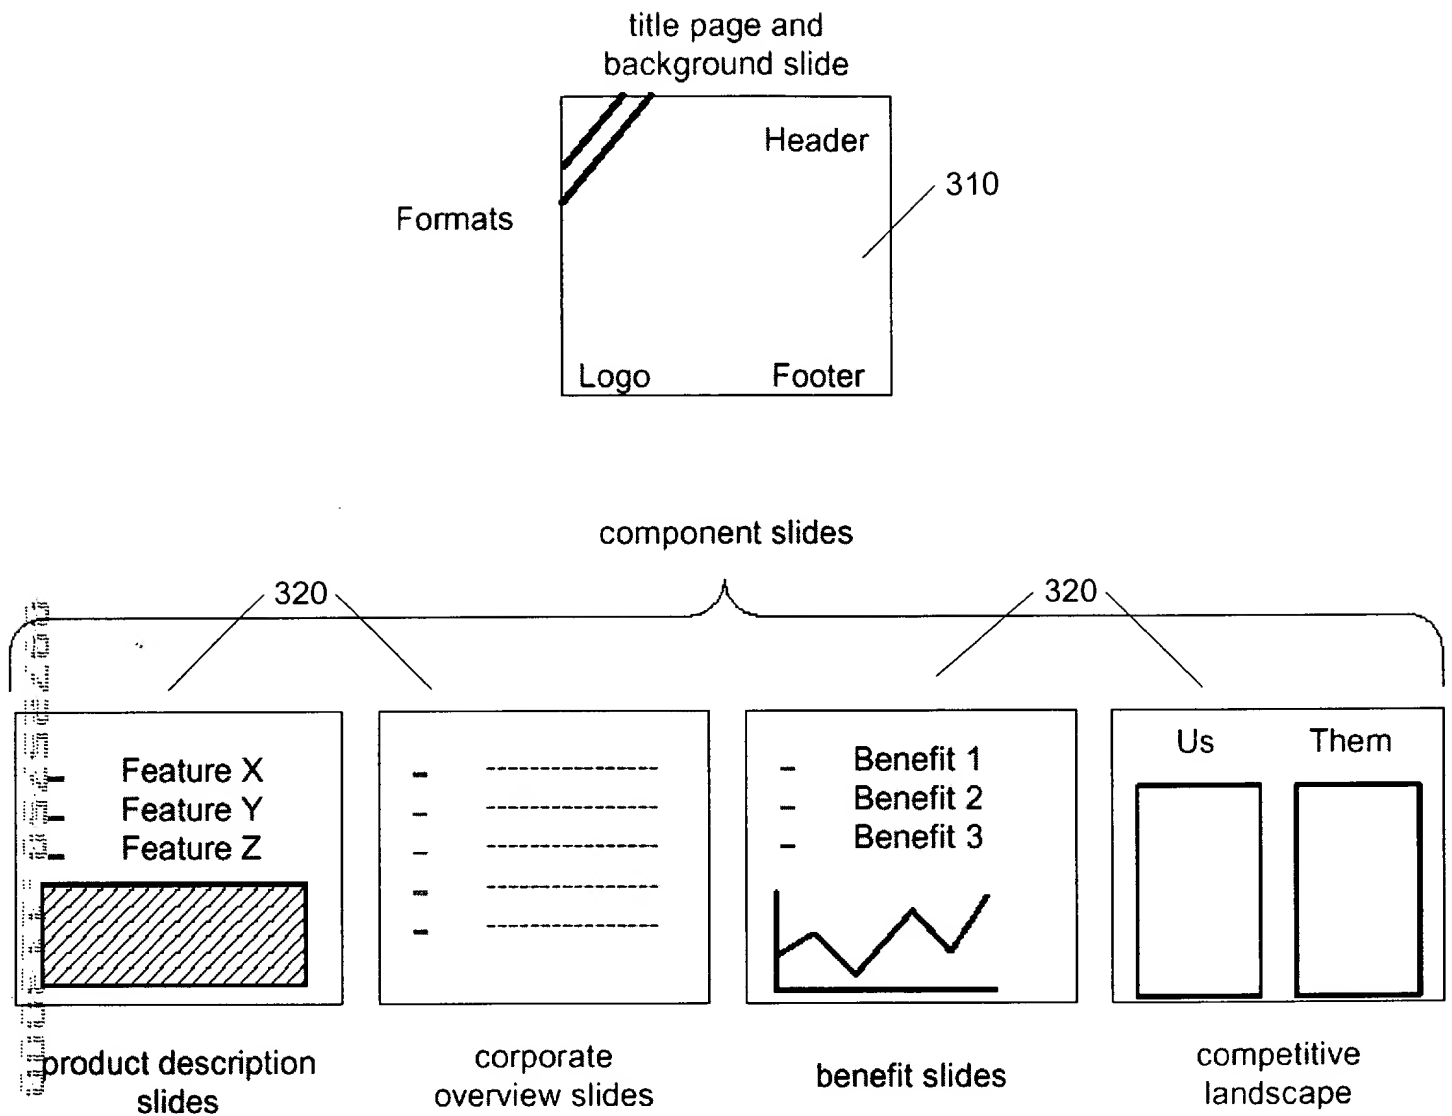 title page and
background slide
Header
310
Formats
Logo
Footer
component slides
320
320
Feature X
Feature Y
Feature Z
Benefit 1
Benefit 2
Benefit 3
Us
Them
product description
slides
corporate
overview slides
benefit slides
competitive
landscape